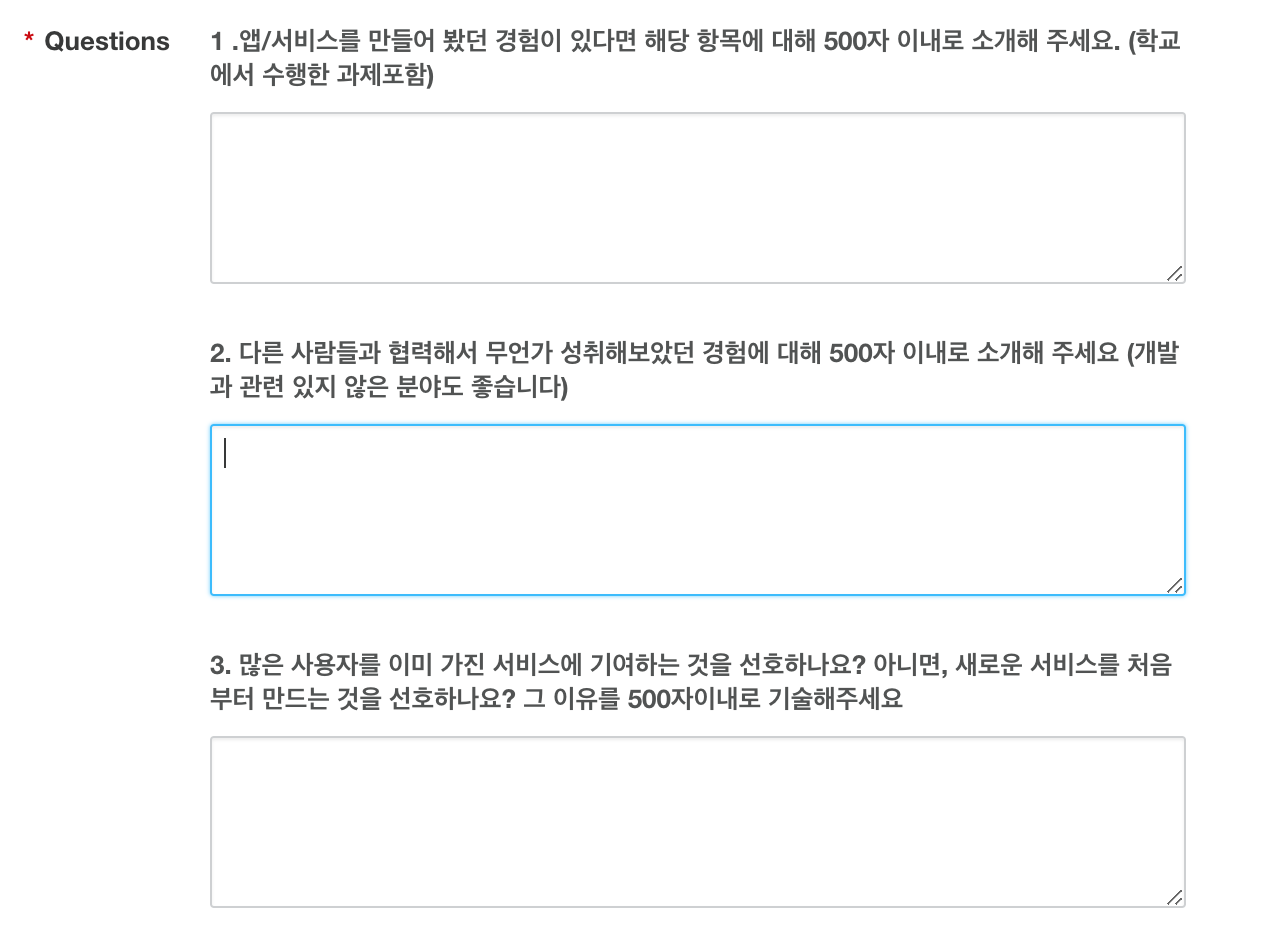 * Questions
1 .앱/서비스를 만들어 봤던 경험이 있다면 해당 항목에 대해 500자 이내로 소개해 주세요. (학교
에서 수행한 과제포함)
2. 다른 사람들과 협력해서 무언가 성취해보았던 경험에 대해 500자 이내로 소개해 주세요 (개발
과 관련 있지 않은 분야도 좋습니다)
3. 많은 사용자를 이미 가진 서비스에 기여하는 것을 선호하나요? 아니면, 새로운 서비스를 처음
부터 만드는 것을 선호하나요? 그 이유를 500자이내로 기술해주세요